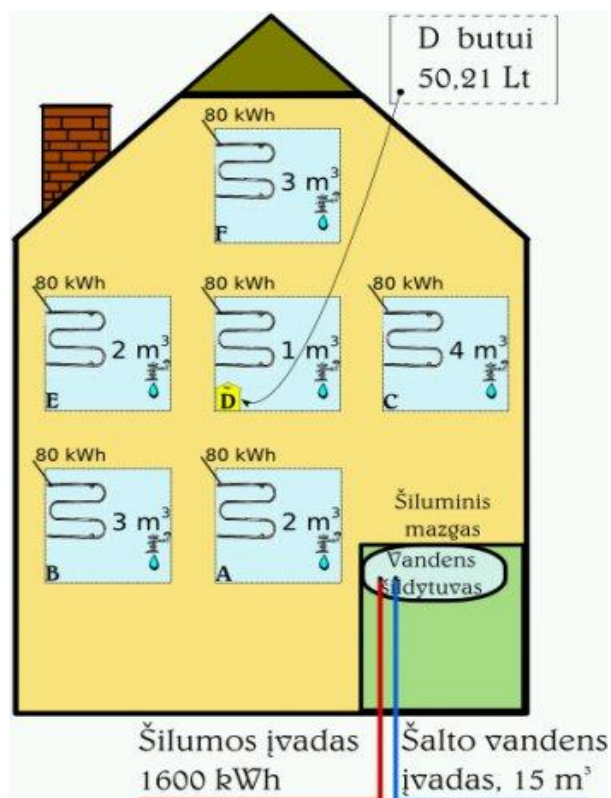 D butui
50,21 Lt
80 kWh
3 m³
F
80 kWh
2 m³
E
80 kWh
1 m³
D
80 kWh
4 m³
C
80 kWh
3 m³
B
80 kWh
2 m³
A
Šiluminis
mazgas
Vandens
šildytuvas
Šilumos įvadas
1600 kWh
Šalto vandens
įvadas, 15 m³